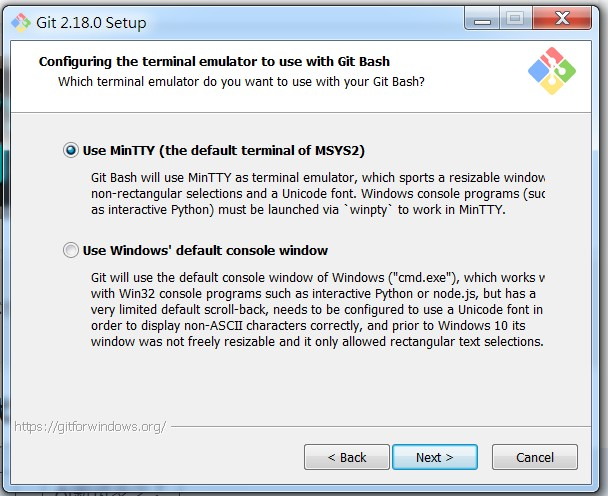 Git 2.18.0 Setup
Configuring the terminal emulator to use with Git Bash
Which terminal emulator do you want to use with your Git Bash?
Use MinTTY (the default terminal of MSYS2)
Git Bash will use MinTTY as terminal emulator, which sports a resizable window
non-rectangular selections and a Unicode font. Windows console programs (suc
as interactive Python) must be launched via `winpty` to work in MinTTY.
Use Windows' default console window
Git will use the default console window of Windows ("cmd.exe"), which works w
with Win32 console programs such as interactive Python or node.js, but has a
very limited default scroll-back, needs to be configured to use a Unicode font in
order to display non-ASCII characters correctly, and prior to Windows 10 its
window was not freely resizable and it only allowed rectangular text selections.
https://gitforwindows.org/
< Back
Next >
Cancel